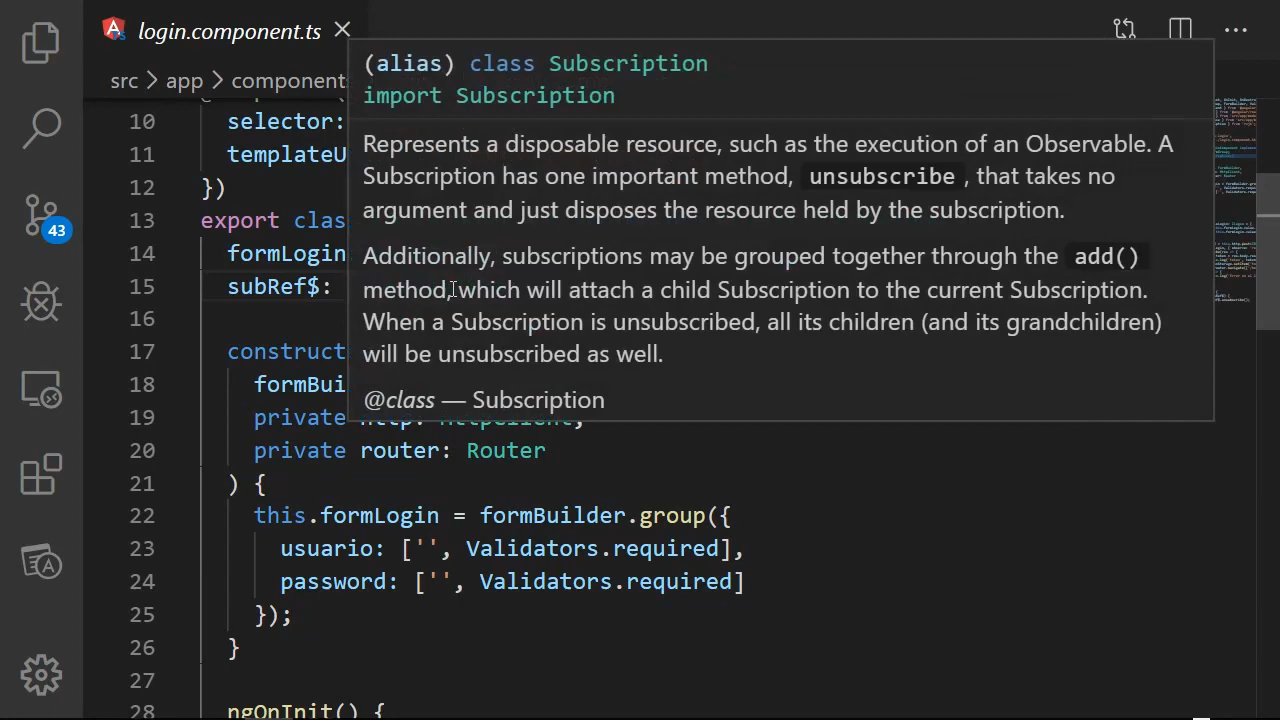 login.component.ts
src > app > component
(alias) class Subscription
import Subscription
Represents a disposable resource, such as the execution of an Observable. A
Subscription has one important method, unsubscribe , that takes no
argument and just disposes the resource held by the subscription.
Additionally, subscriptions may be grouped together through the add()
method, which will attach a child Subscription to the current Subscription.
When a Subscription is unsubscribed, all its children (and its grandchildren)
will be unsubscribed as well.
@class — Subscription
43
10 selector:
11 templateU
12 })
13 export clas
14 formLogin
15 subRef$:
16
17 construct
18 formBui
19 private http: HttpClient,
20 private router: Router
21 ) {
22 this.formLogin = formBuilder.group({
23 usuario: ['', Validators.required],
24 password: ['', Validators.required]
25 });
26 }
27
28 ngOnInit() {